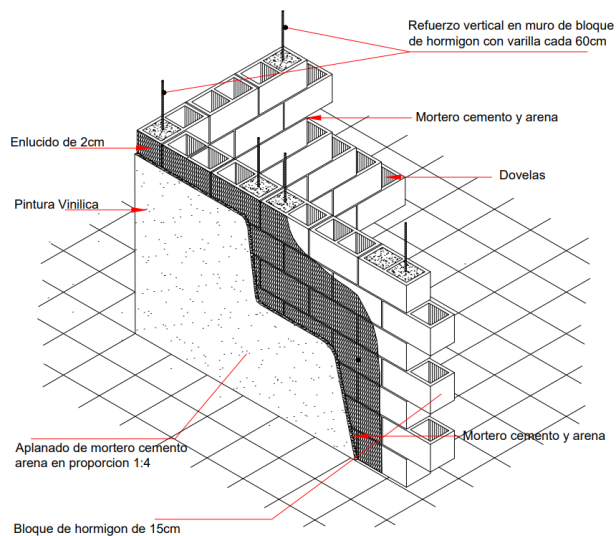 Refuerzo vertical en muro de bloque
de hormigon con varilla cada 60cm
Mortero cemento y arena
Enlucido de 2cm
Dovelas
Pintura Vinilica
Aplanado de mortero cemento
arena en proporcion 1:4
Mortero cemento y arena
Bloque de hormigon de 15cm